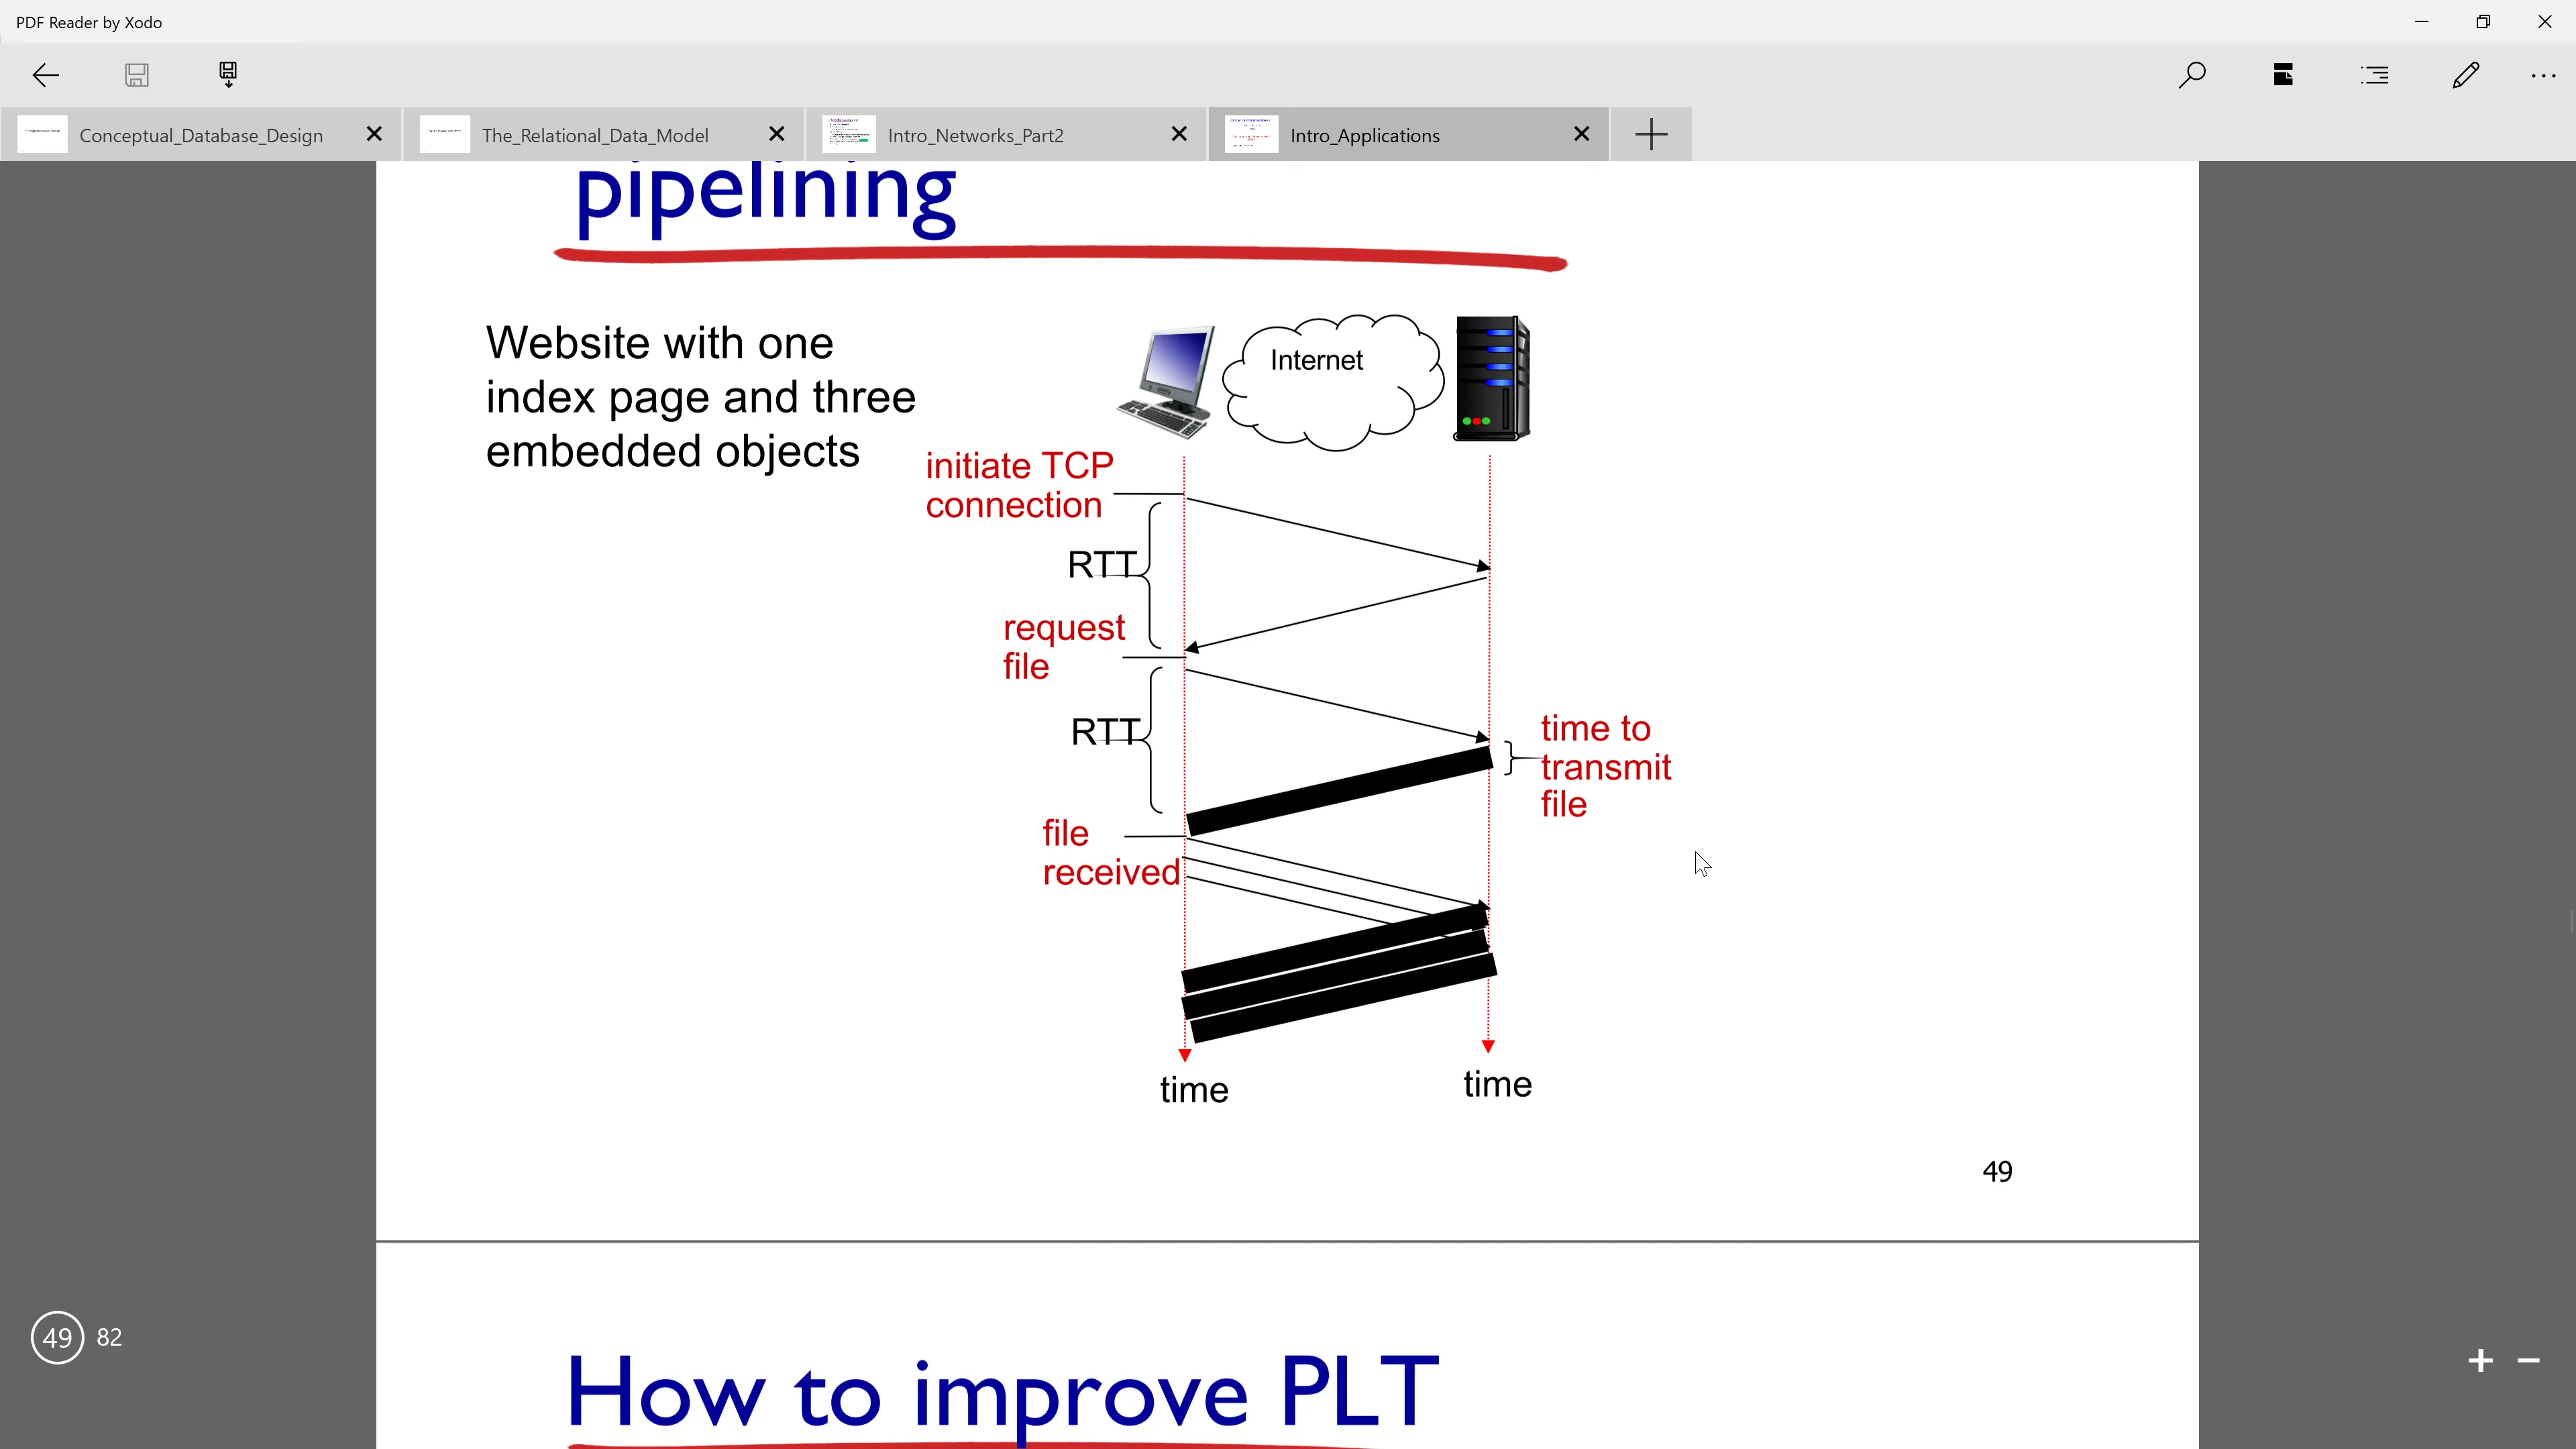 PDF Reader by Xodo
Conceptual_Database_Design
The_Relational_Data_Model
Intro_Networks_Part2
Intro_Applications
pipelining
Website with one
index page and three
embedded objects
Internet
initiate TCP
connection
RTT
request
file
RTT
time to
transmit
file
file
received
time
time
49
49 82
How to improve PLT